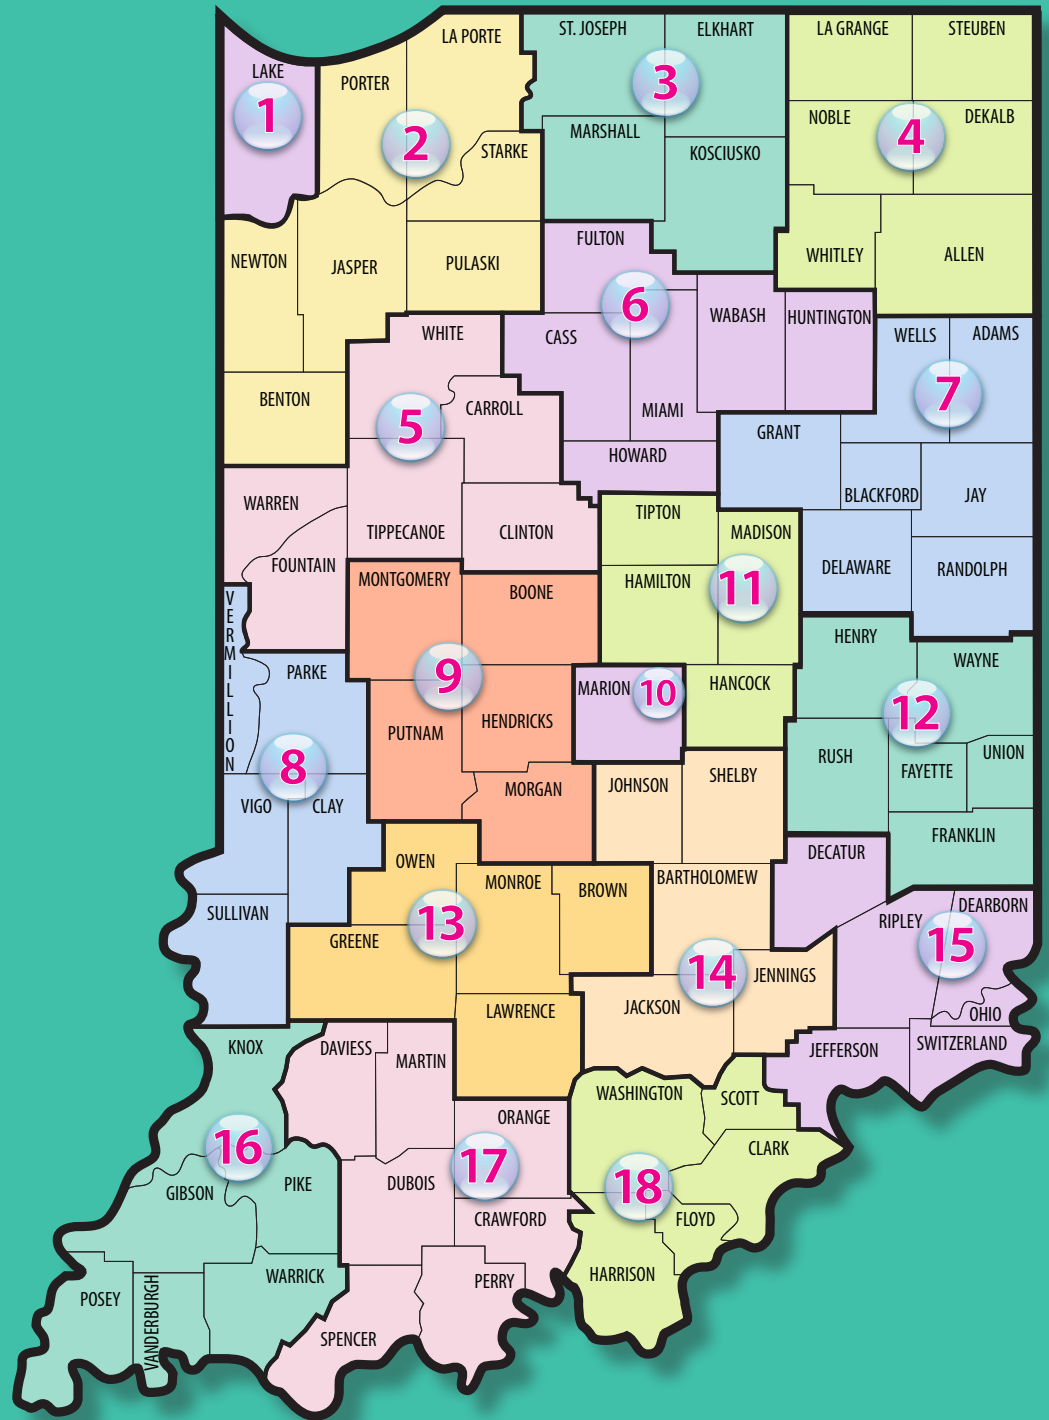 LA PORTE
ST. JOSEPH
ELKHART
LA GRANGE
STEUBEN
LAKE
PORTER
1
2
3
4
NOBLE
DEKALB
MARSHALL
KOSCIUSKO
STARKE
FULTON
NEWTON
JASPER
PULASKI
WHITLEY
ALLEN
6
WABASH
HUNTINGTON
WHITE
CASS
WELLS
ADAMS
7
BENTON
CARROLL
MIAMI
5
GRANT
HOWARD
WARREN
BLACKFORD
JAY
TIPPECANOE
CLINTON
TIPTON
MADISON
FOUNTAIN
DELAWARE
RANDOLPH
MONTGOMERY
BOONE
HAMILTON
11
VERMILLION
HENRY
WAYNE
PARKE
9
MARION
10
HANCOCK
12
PUTNAM
HENDRICKS
RUSH
FAYETTE
UNION
8
JOHNSON
SHELBY
MORGAN
VIGO
CLAY
FRANKLIN
DECATUR
OWEN
MONROE
BROWN
BARTHOLOMEW
SULLIVAN
13
DEARBORN
RIPLEY
GREENE
15
14
JENNINGS
LAWRENCE
JACKSON
OHIO
KNOX
DAVIESS
MARTIN
JEFFERSON
SWITZERLAND
WASHINGTON
SCOTT
ORANGE
16
17
CLARK
GIBSON
PIKE
DUBOIS
18
CRAWFORD
FLOYD
WARRICK
PERRY
HARRISON
POSEY
VANDERBURGH
SPENCER